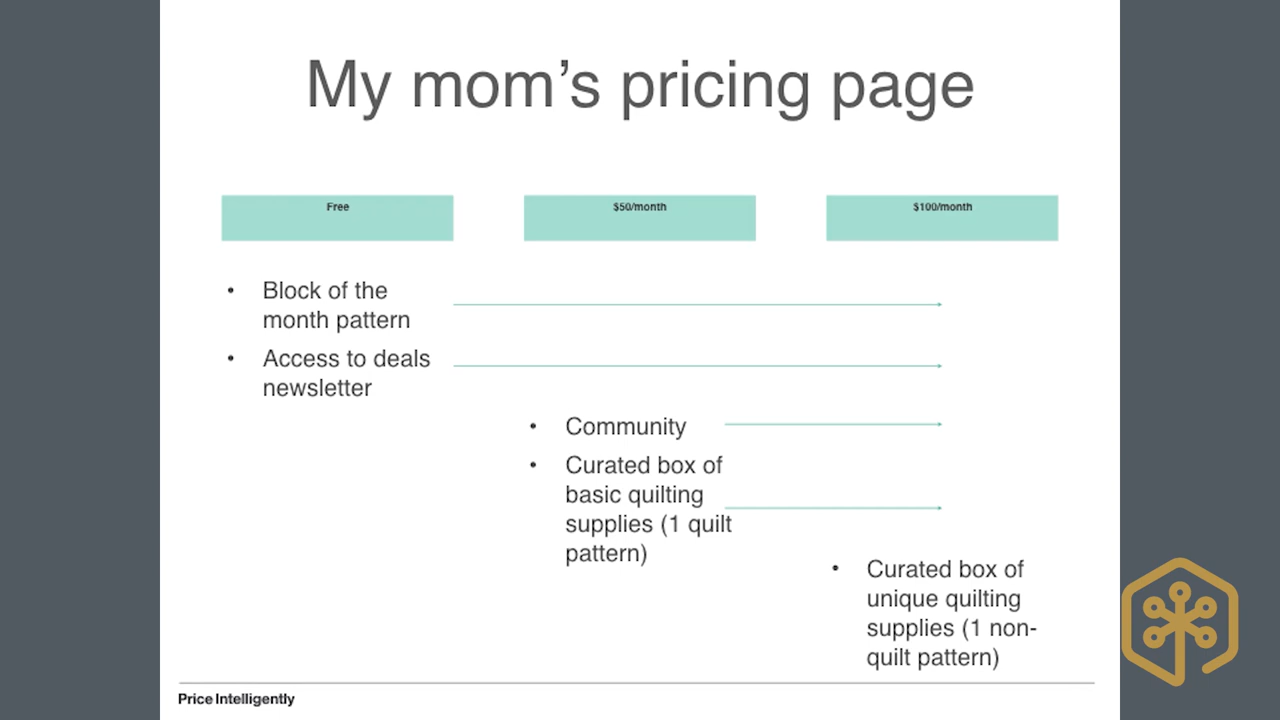 My mom’s pricing page
Free
$50/month
$100/month
• Block of the
month pattern
• Access to deals
newsletter
• Community
• Curated box of
basic quilting
supplies (1 quilt
pattern)
• Curated box of
unique quilting
supplies (1 non-
quilt pattern)
Price Intelligently